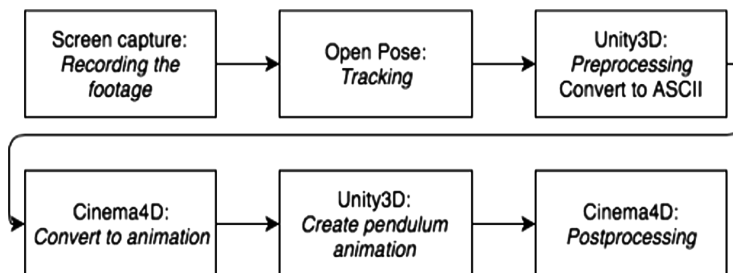 Screen capture:
Recording the
footage
Open Pose:
Tracking
Unity3D:
Preprocessing
Convert to ASCII
Cinema4D:
Convert to animation
Unity3D:
Create pendulum
animation
Cinema4D:
Postprocessing